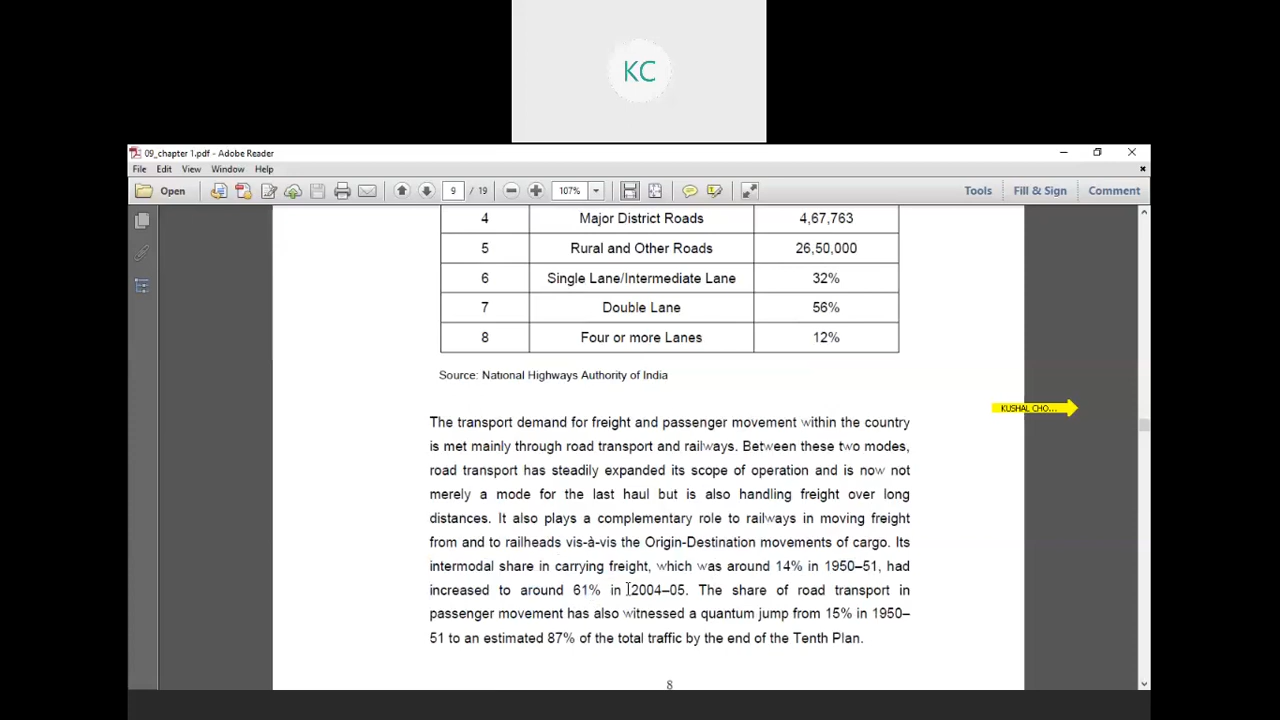 KC
09_chapter 1.pdf - Adobe Reader
File Edit View Window Help
Open 9 / 19 107% Tools Fill & Sign Comment
4 Major District Roads 4,67,763
5 Rural and Other Roads 26,50,000
6 Single Lane/Intermediate Lane 32%
7 Double Lane 56%
8 Four or more Lanes 12%
Source: National Highways Authority of India
KUSHAL CHO...
The transport demand for freight and passenger movement within the country
is met mainly through road transport and railways. Between these two modes,
road transport has steadily expanded its scope of operation and is now not
merely a mode for the last haul but is also handling freight over long
distances. It also plays a complementary role to railways in moving freight
from and to railheads vis-à-vis the Origin-Destination movements of cargo. Its
intermodal share in carrying freight, which was around 14% in 1950–51, had
increased to around 61% in 2004–05. The share of road transport in
passenger movement has also witnessed a quantum jump from 15% in 1950–
51 to an estimated 87% of the total traffic by the end of the Tenth Plan.
8